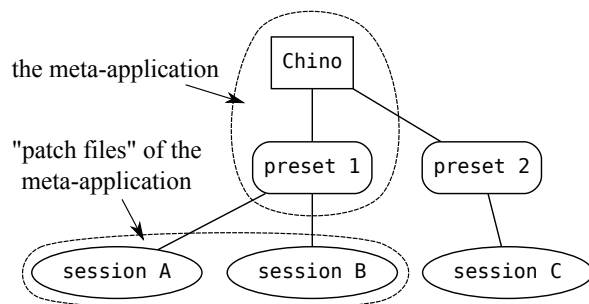 the meta-application
Chino
"patch files" of the
meta-application
preset 1
preset 2
session A
session B
session C